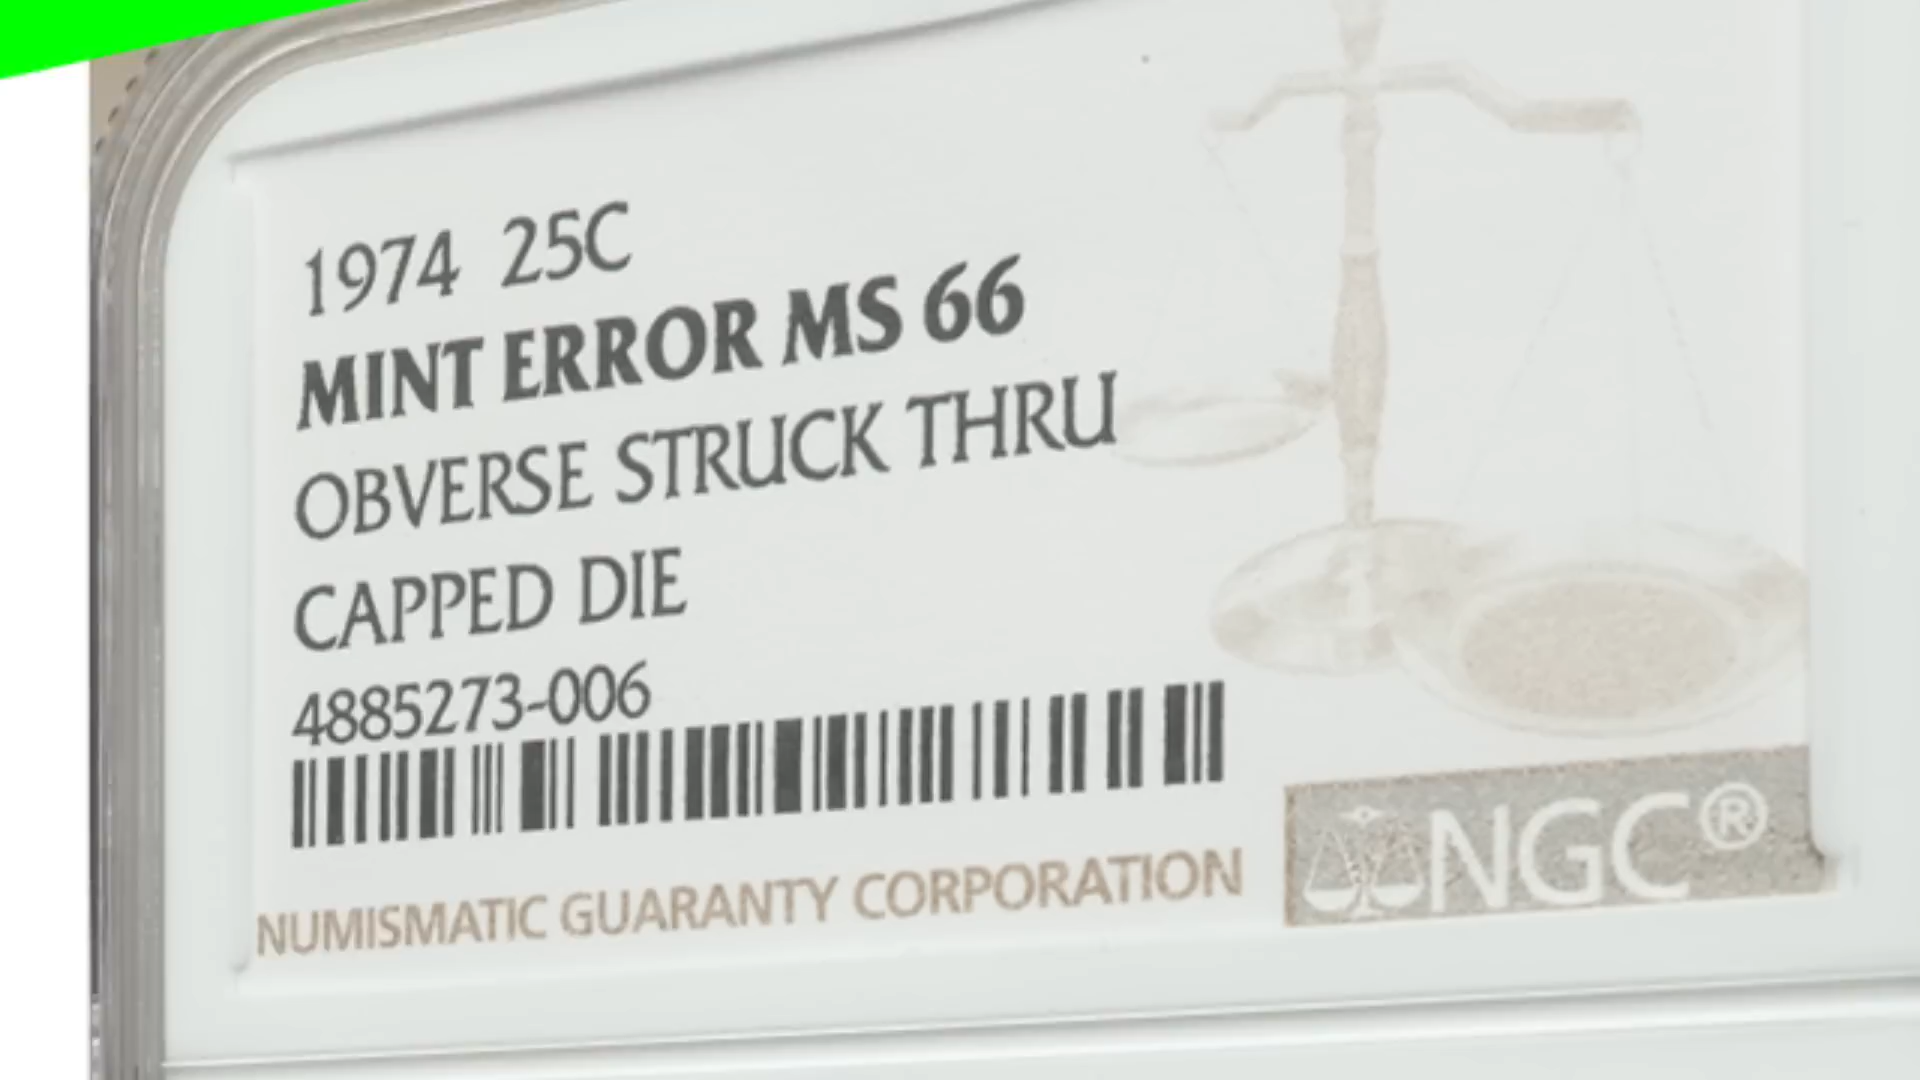 1974 25C
MINT ERROR MS 66
OBVERSE STRUCK THRU
CAPPED DIE
4885273-006
NUMISMATIC GUARANTY CORPORATION
NGC®